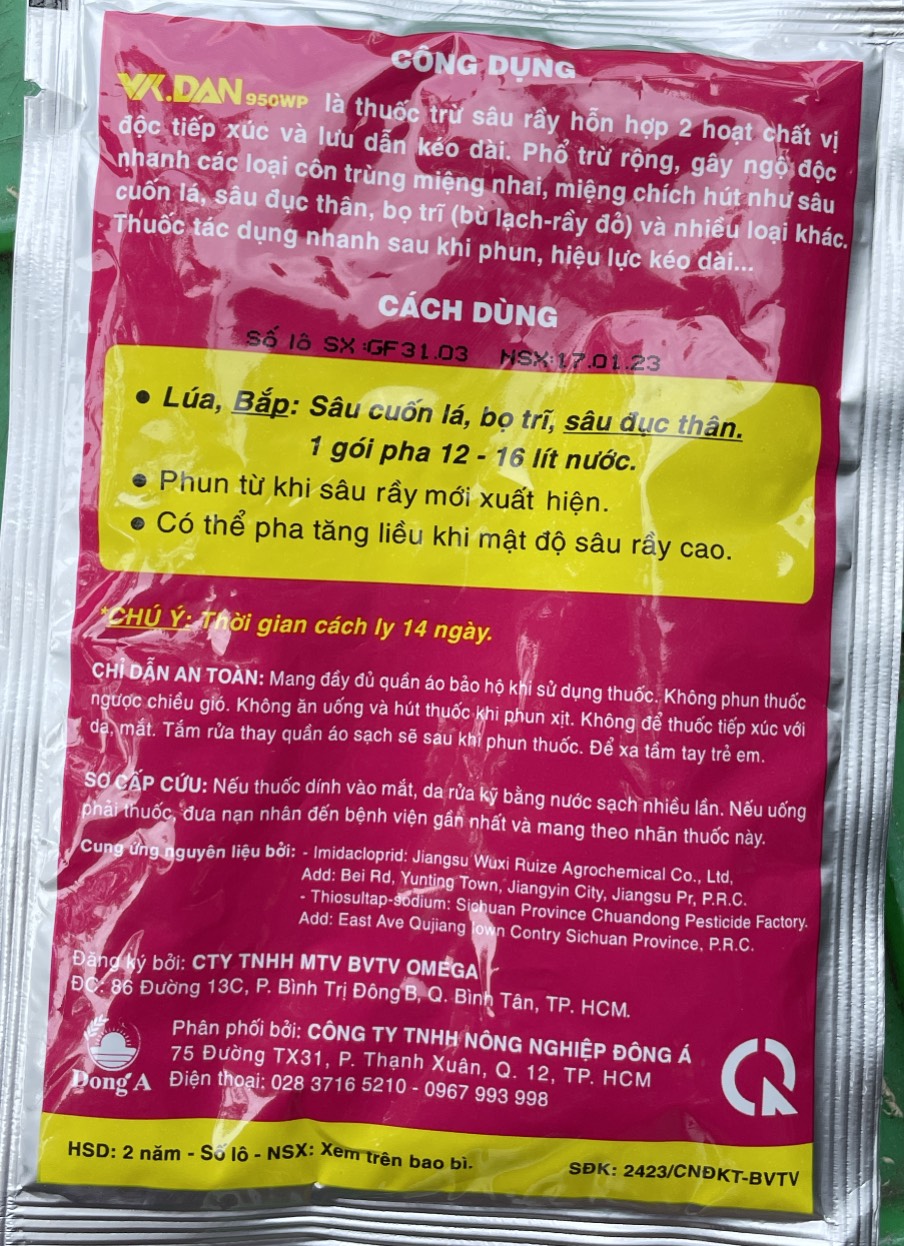 CÔNG DỤNG
VK.DAN 950WP là thuốc trừ sâu rầy hỗn hợp 2 hoạt chất vị
độc tiếp xúc và lưu dẫn kéo dài. Phổ trừ rộng, gây ngộ độc
nhanh các loại côn trùng miệng nhai, miệng chích hút như sâu
cuốn lá, sâu đục thân, bọ trĩ (bù lạch-rầy đỏ) và nhiều loại khác.
Thuốc tác dụng nhanh sau khi phun, hiệu lực kéo dài...
CÁCH DÙNG
Số lô SX :GF31.03 NSX:17.01.23
• Lúa, Bắp: Sâu cuốn lá, bọ trĩ, sâu đục thân.
1 gói pha 12 - 16 lít nước.
• Phun từ khi sâu rầy mới xuất hiện.
• Có thể pha tăng liều khi mật độ sâu rầy cao.
*CHÚ Ý: Thời gian cách ly 14 ngày.
CHỈ DẪN AN TOÀN: Mang đầy đủ quần áo bảo hộ khi sử dụng thuốc. Không phun thuốc
ngược chiều gió. Không ăn uống và hút thuốc khi phun xịt. Không để thuốc tiếp xúc với
da, mắt. Tắm rửa thay quần áo sạch sẽ sau khi phun thuốc. Để xa tầm tay trẻ em.
SƠ CẤP CỨU: Nếu thuốc dính vào mắt, da rửa kỹ bằng nước sạch nhiều lần. Nếu uống
phải thuốc, đưa nạn nhân đến bệnh viện gần nhất và mang theo nhãn thuốc này.
Cung ứng nguyên liệu bởi: - Imidacloprid: Jiangsu Wuxi Ruize Agrochemical Co., Ltd,
Add: Bei Rd, Yunting Town, Jiangyin City, Jiangsu Pr, P.R.C.
- Thiosultap-sodium: Sichuan Province Chuandong Pesticide Factory.
Add: East Ave Qujiang Town Contry Sichuan Province, P.R.C.
Đăng ký bởi: CTY TNHH MTV BVTV OMEGA
ĐC: 86 Đường 13C, P. Bình Trị Đông B, Q. Bình Tân, TP. HCM.
Phân phối bởi: CÔNG TY TNHH NÔNG NGHIỆP ĐÔNG Á
75 Đường TX31, P. Thạnh Xuân, Q. 12, TP. HCM
Điện thoại: 028 3716 5210 - 0967 993 998
Dong'A
HSD: 2 năm - Số lô - NSX: Xem trên bao bì.
SĐK: 2423/CNĐKT-BVTV